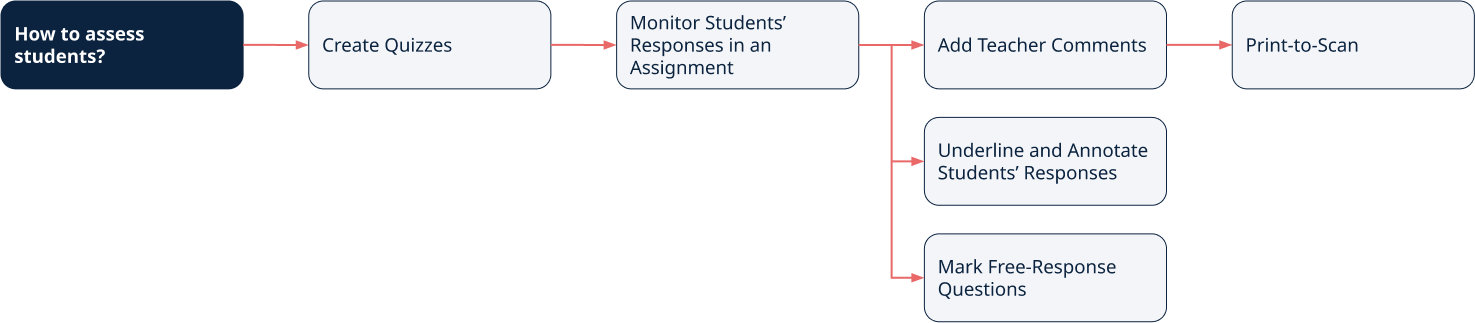 How to assess
students?
Create Quizzes
Monitor Students’
Responses in an
Assignment
Add Teacher Comments
Print-to-Scan
Underline and Annotate
Students’ Responses
Mark Free-Response
Questions